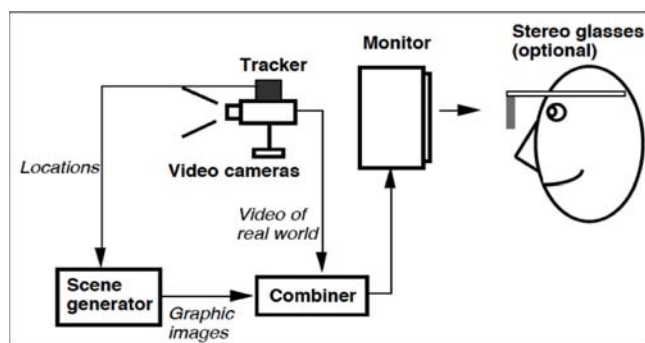 Stereo glasses
(optional)
Monitor
Tracker
Locations
Video cameras
Video of
real world
Scene
generator
Graphic
images
Combiner